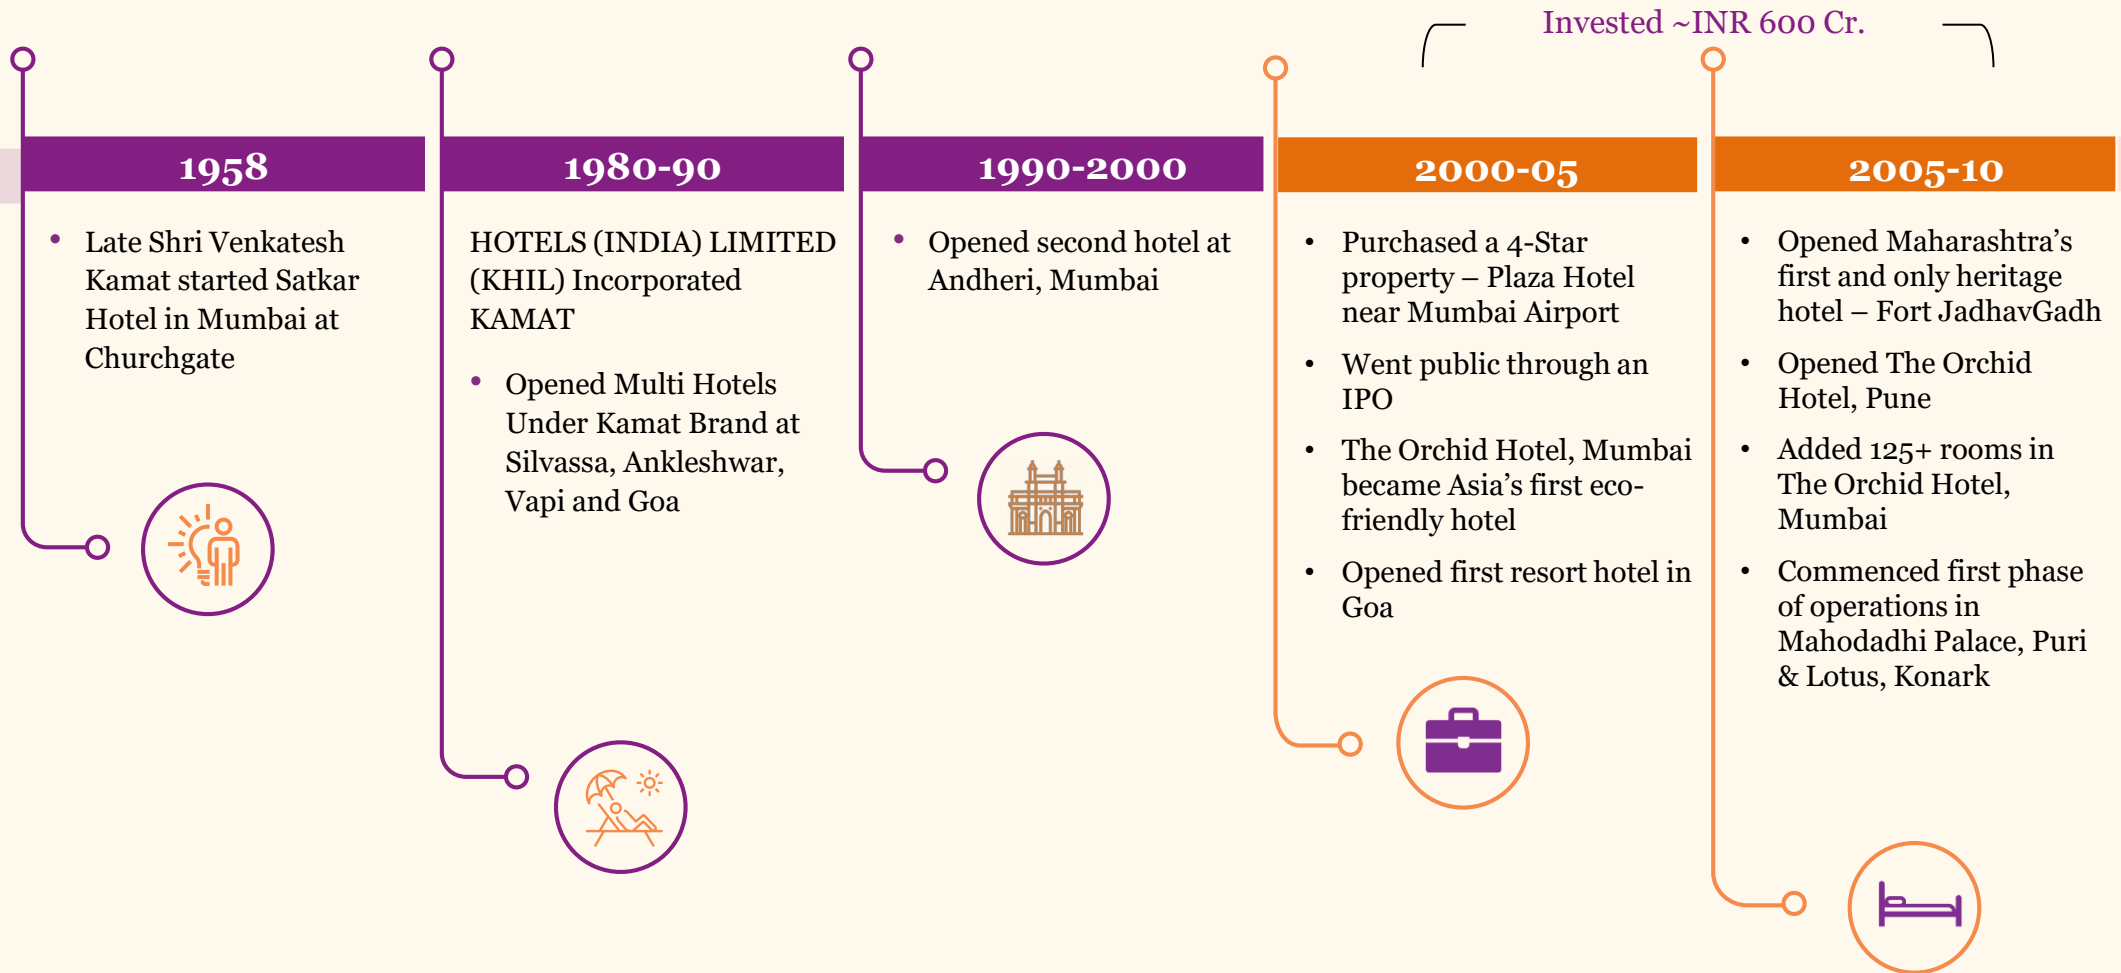 Invested ~INR 600 Cr.
1958
• Late Shri Venkatesh
Kamat started Satkar
Hotel in Mumbai at
Churchgate
1980-90
HOTELS (INDIA) LIMITED
(KHIL) Incorporated
KAMAT
• Opened Multi Hotels
Under Kamat Brand at
Silvassa, Ankleshwar,
Vapi and Goa
1990-2000
• Opened second hotel at
Andheri, Mumbai
2000-05
• Purchased a 4-Star
property – Plaza Hotel
near Mumbai Airport
• Went public through an
IPO
• The Orchid Hotel, Mumbai
became Asia’s first eco-
friendly hotel
• Opened first resort hotel in
Goa
2005-10
• Opened Maharashtra’s
first and only heritage
hotel – Fort JadhavGadh
• Opened The Orchid
Hotel, Pune
• Added 125+ rooms in
The Orchid Hotel,
Mumbai
• Commenced first phase
of operations in
Mahodadhi Palace, Puri
& Lotus, Konark